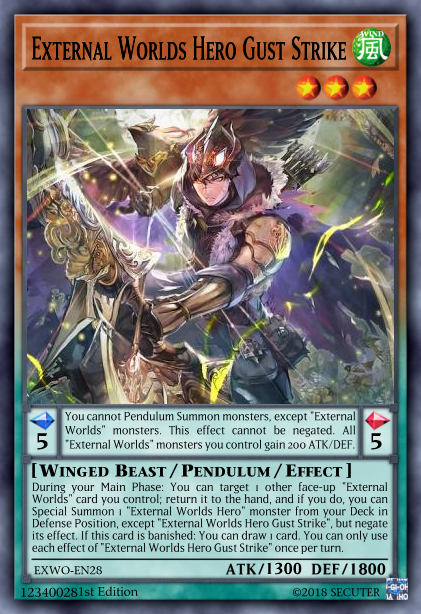 External Worlds Hero Gust Strike
WIND
風
You cannot Pendulum Summon monsters, except "External
Worlds" monsters. This effect cannot be negated. All
"External Worlds" monsters you control gain 200 ATK/DEF.
5
5
[Winged Beast / Pendulum / Effect]
During your Main Phase: You can target 1 other face-up "External
Worlds" card you control; return it to the hand, and if you do, you can
Special Summon 1 "External Worlds Hero" monster from your Deck in
Defense Position, except "External Worlds Hero Gust Strike", but negate
its effect. If this card is banished: You can draw 1 card. You can only use
each effect of "External Worlds Hero Gust Strike" once per turn.
EXWO-EN28
ATK/1300 DEF/1800
123400281st Edition
©2018 SECUTER